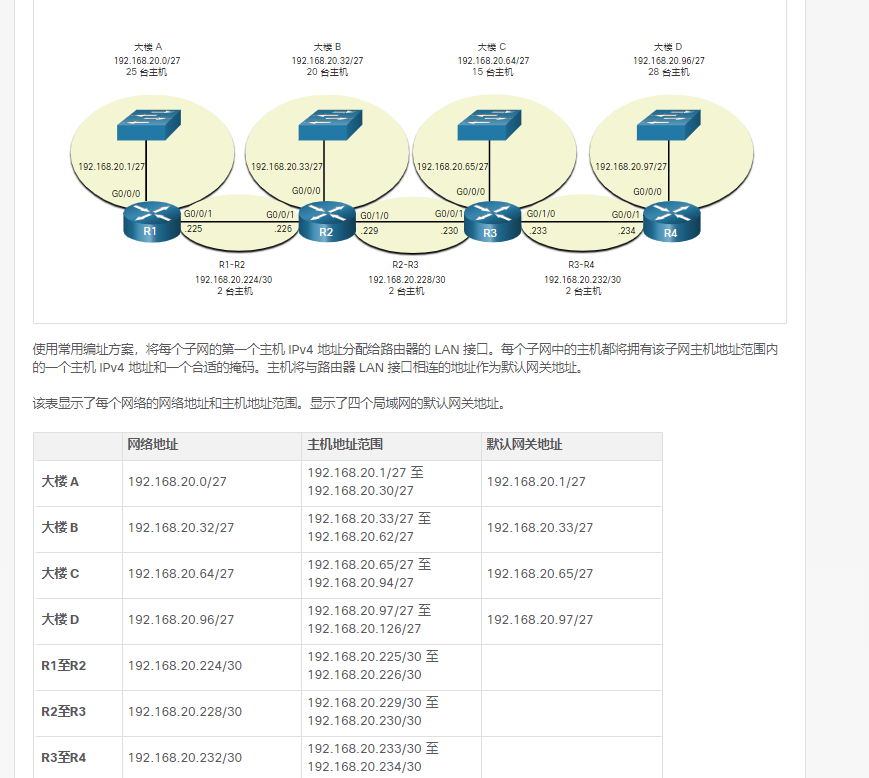 大楼 A
192.168.20.0/27
25 台主机
大楼 B
192.168.20.32/27
20 台主机
大楼 C
192.168.20.64/27
15 台主机
大楼 D
192.168.20.96/27
28 台主机
192.168.20.1/27
192.168.20.33/27
192.168.20.65/27
192.168.20.97/27
G0/0/0
G0/0/0
G0/0/0
G0/0/0
R1
G0/0/1
.225
G0/0/1
.226
R2
G0/1/0
.229
G0/0/1
.230
R3
G0/1/0
.233
G0/0/1
.234
R4
R1-R2
192.168.20.224/30
2 台主机
R2-R3
192.168.20.228/30
2 台主机
R3-R4
192.168.20.232/30
2 台主机
使用常用编址方案，将每个子网的第一个主机 IPv4 地址分配给路由器的 LAN 接口。每个子网中的主机都将拥有该子网主机地址范围内
的一个主机 IPv4 地址和一个合适的掩码。主机将与路由器 LAN 接口相连的地址作为默认网关地址。
该表显示了每个网络的网络地址和主机地址范围。显示了四个局域网的默认网关地址。
网络地址 主机地址范围 默认网关地址
大楼 A 192.168.20.0/27 192.168.20.1/27 至
192.168.20.30/27 192.168.20.1/27
大楼 B 192.168.20.32/27 192.168.20.33/27 至
192.168.20.62/27 192.168.20.33/27
大楼 C 192.168.20.64/27 192.168.20.65/27 至
192.168.20.94/27 192.168.20.65/27
大楼 D 192.168.20.96/27 192.168.20.97/27 至
192.168.20.126/27 192.168.20.97/27
R1至R2 192.168.20.224/30 192.168.20.225/30 至
192.168.20.226/30
R2至R3 192.168.20.228/30 192.168.20.229/30 至
192.168.20.230/30
R3至R4 192.168.20.232/30 192.168.20.233/30 至
192.168.20.234/30